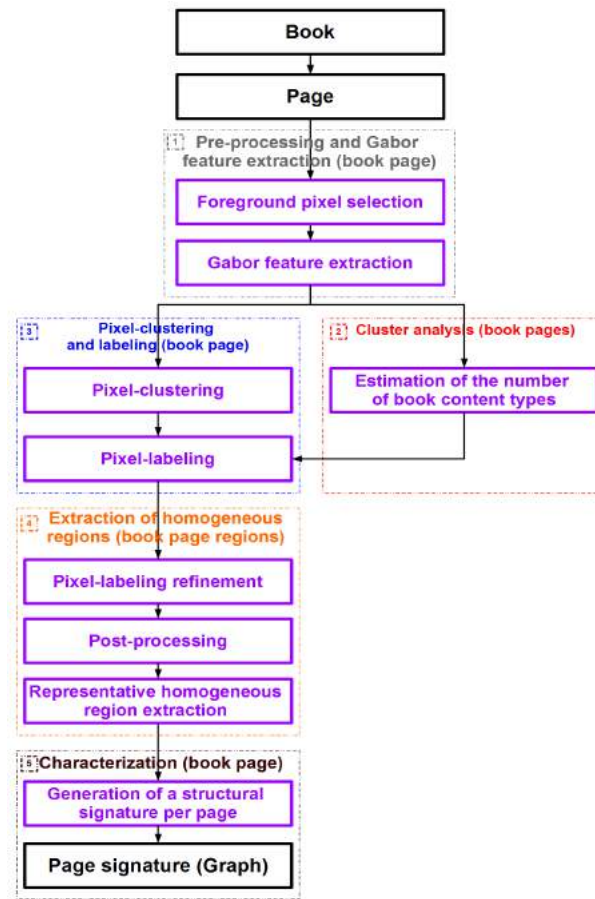 Book
Page
1 Pre-processing and Gabor
feature extraction (book page)
Foreground pixel selection
Gabor feature extraction
3 Pixel-clustering
and labeling (book page)
Pixel-clustering
Pixel-labeling
2 Cluster analysis (book pages)
Estimation of the number
of book content types
4 Extraction of homogeneous
regions (book page regions)
Pixel-labeling refinement
Post-processing
Representative homogeneous
region extraction
5 Characterization (book page)
Generation of a structural
signature per page
Page signature (Graph)